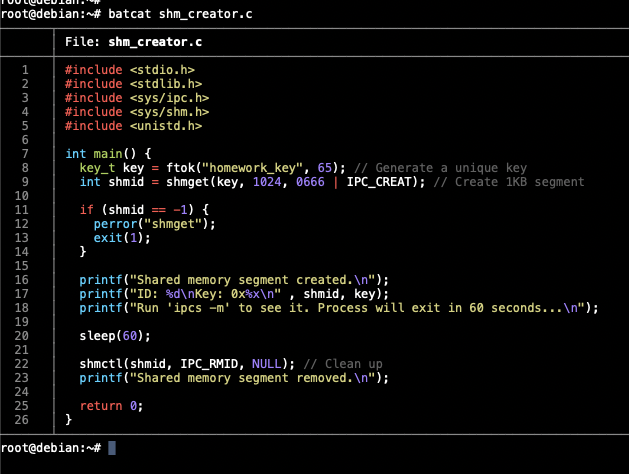 root@debian:~#
root@debian:~# batcat shm_creator.c
File: shm_creator.c
1 #include <stdio.h>
2 #include <stdlib.h>
3 #include <sys/ipc.h>
4 #include <sys/shm.h>
5 #include <unistd.h>
6
7 int main() {
8   key_t key = ftok("homework_key", 65); // Generate a unique key
9   int shmid = shmget(key, 1024, 0666 | IPC_CREAT); // Create 1KB segment
10
11   if (shmid == -1) {
12     perror("shmget");
13     exit(1);
14   }
15
16   printf("Shared memory segment created.\n");
17   printf("ID: %d\nKey: 0x%x\n" , shmid, key);
18   printf("Run 'ipcs -m' to see it. Process will exit in 60 seconds...\n");
19
20   sleep(60);
21
22   shmctl(shmid, IPC_RMID, NULL); // Clean up
23   printf("Shared memory segment removed.\n");
24
25   return 0;
26 }
root@debian:~#